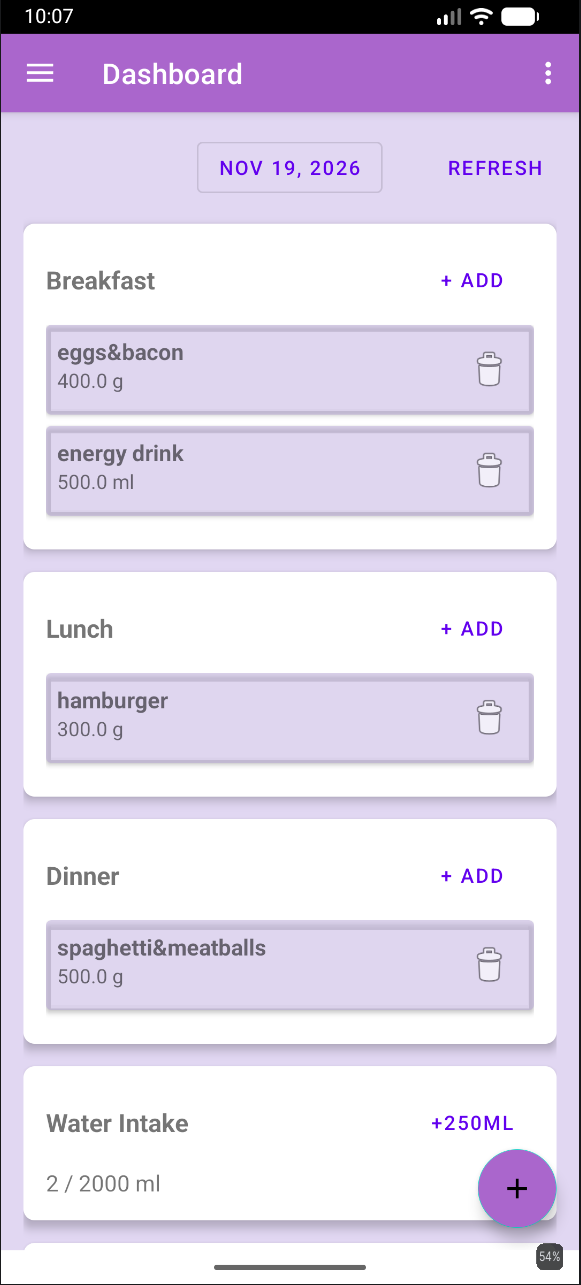 10:07
Dashboard
NOV 19, 2026 REFRESH
Breakfast + ADD
eggs&bacon
400.0 g
energy drink
500.0 ml
Lunch + ADD
hamburger
300.0 g
Dinner + ADD
spaghetti&meatballs
500.0 g
Water Intake +250ML
2 / 2000 ml
+
54%